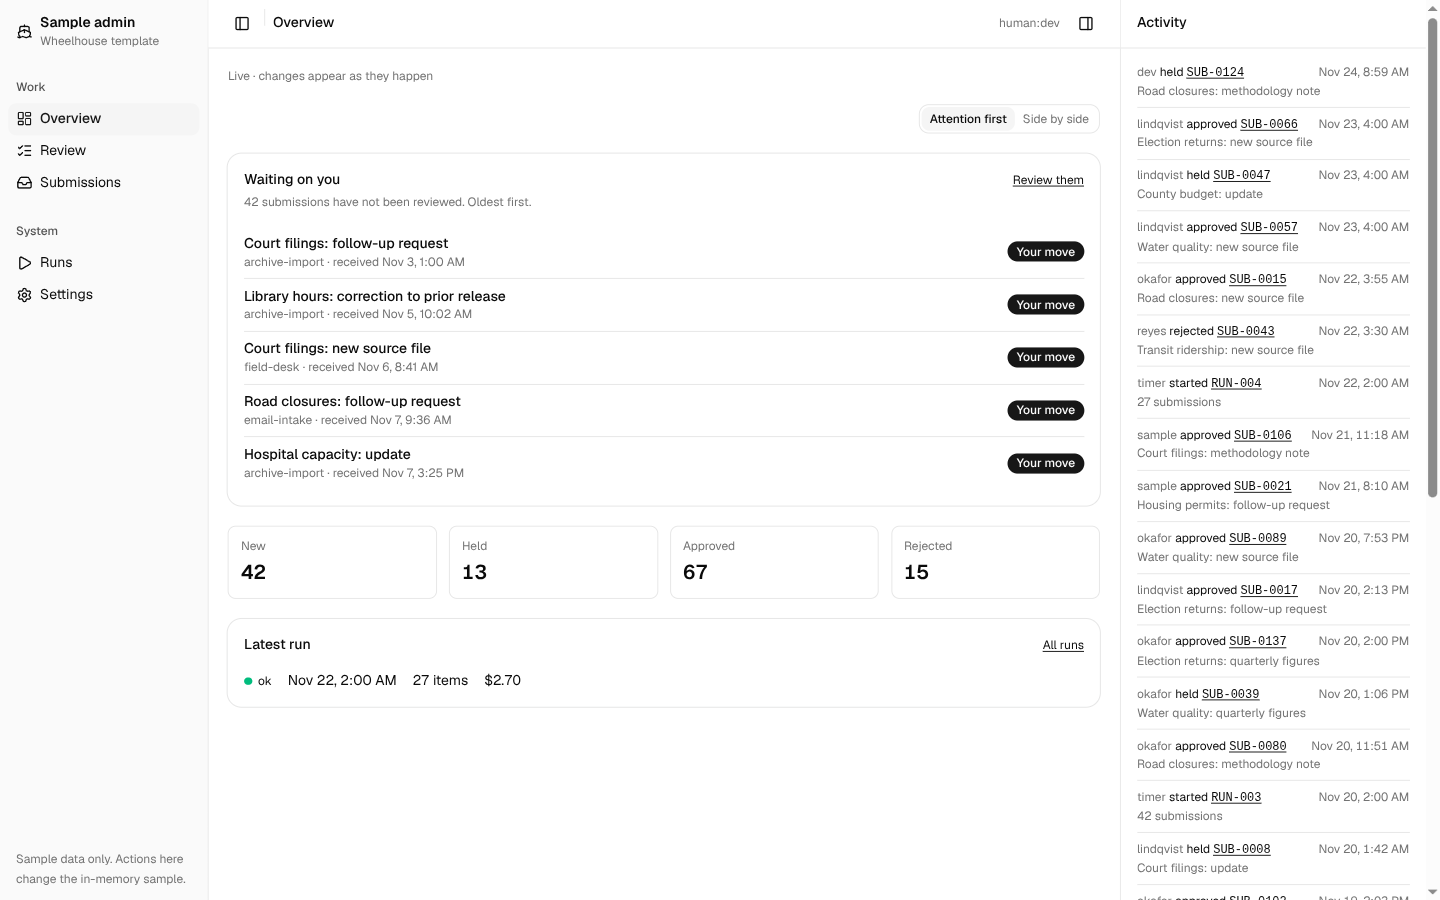 Sample admin
Wheelhouse template
Work
Overview
Review
Submissions
System
Runs
Settings
Sample data only. Actions here
change the in-memory sample.
Overview
human:dev
Live · changes appear as they happen
Attention first
Side by side
Waiting on you
Review them
42 submissions have not been reviewed. Oldest first.
Court filings: follow-up request
archive-import · received Nov 3, 1:00 AM
Your move
Library hours: correction to prior release
archive-import · received Nov 5, 10:02 AM
Your move
Court filings: new source file
field-desk · received Nov 6, 8:41 AM
Your move
Road closures: follow-up request
email-intake · received Nov 7, 9:36 AM
Your move
Hospital capacity: update
archive-import · received Nov 7, 3:25 PM
Your move
New
42
Held
13
Approved
67
Rejected
15
Latest run
All runs
ok Nov 22, 2:00 AM 27 items $2.70
Activity
dev held SUB-0124 Nov 24, 8:59 AM
Road closures: methodology note
lindqvist approved SUB-0066 Nov 23, 4:00 AM
Election returns: new source file
lindqvist held SUB-0047 Nov 23, 4:00 AM
County budget: update
lindqvist approved SUB-0057 Nov 23, 4:00 AM
Water quality: new source file
okafor approved SUB-0015 Nov 22, 3:55 AM
Road closures: new source file
reyes rejected SUB-0043 Nov 22, 3:30 AM
Transit ridership: new source file
timer started RUN-004 Nov 22, 2:00 AM
27 submissions
sample approved SUB-0106 Nov 21, 11:18 AM
Court filings: methodology note
sample approved SUB-0021 Nov 21, 8:10 AM
Housing permits: follow-up request
okafor approved SUB-0089 Nov 20, 7:53 PM
Water quality: new source file
lindqvist approved SUB-0017 Nov 20, 2:13 PM
Election returns: follow-up request
okafor approved SUB-0137 Nov 20, 2:00 PM
Election returns: quarterly figures
okafor held SUB-0039 Nov 20, 1:06 PM
Water quality: quarterly figures
okafor approved SUB-0080 Nov 20, 11:51 AM
Road closures: methodology note
timer started RUN-003 Nov 20, 2:00 AM
42 submissions
lindqvist held SUB-0008 Nov 20, 1:42 AM
Court filings: update